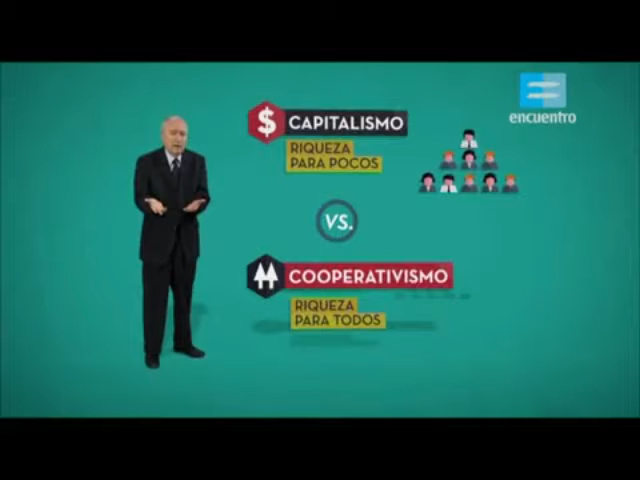 encuentro
$ CAPITALISMO
RIQUEZA
PARA POCOS
VS.
COOPERATIVISMO
RIQUEZA
PARA TODOS